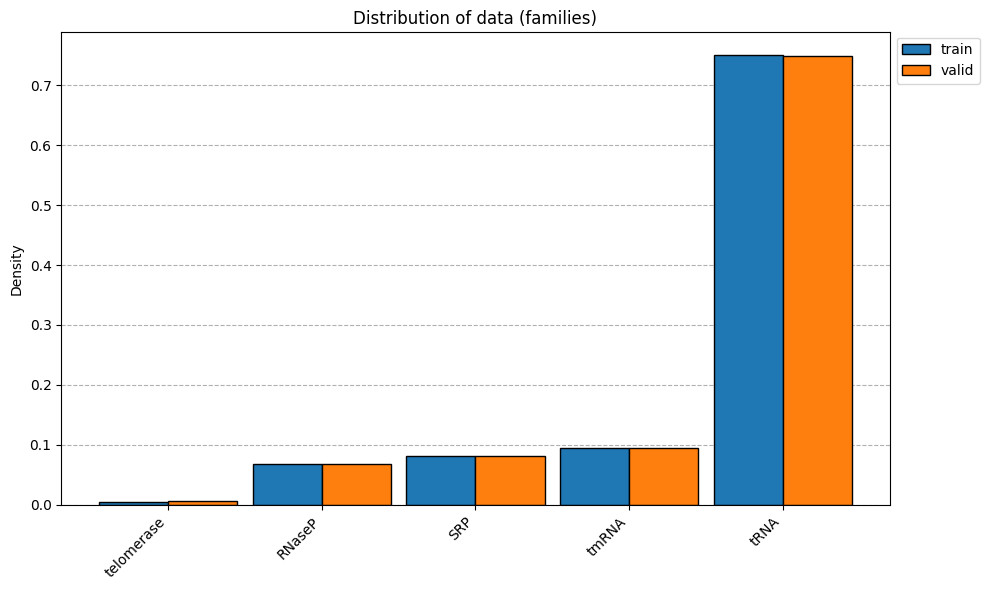 Distribution of data (families)
train
valid
Density
0.7
0.6
0.5
0.4
0.3
0.2
0.1
0.0
telomerase
RNaseP
SRP
tmRNA
tRNA